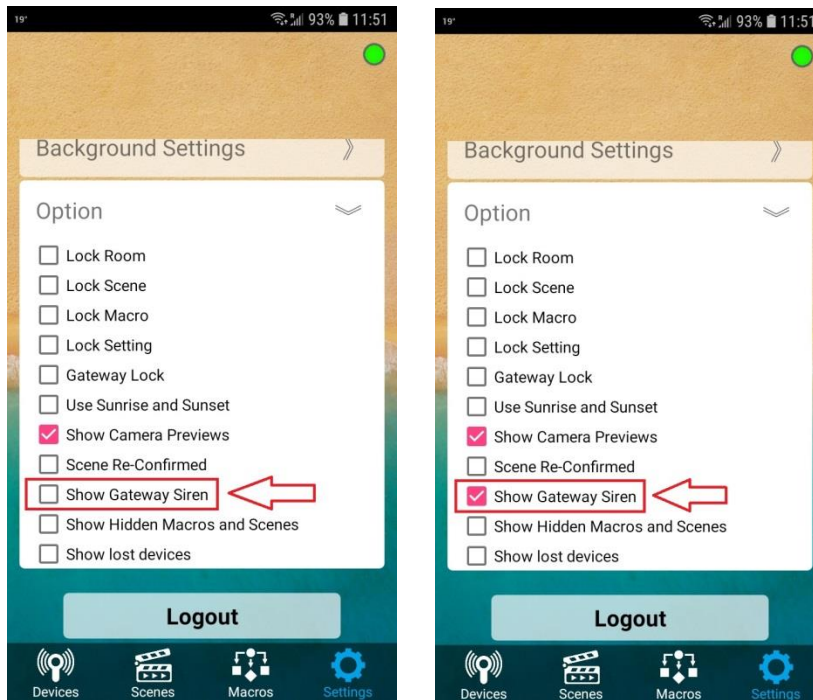 19°
93% 11:51
Background Settings
Option
Lock Room
Lock Scene
Lock Macro
Lock Setting
Gateway Lock
Use Sunrise and Sunset
Show Camera Previews
Scene Re-Confirmed
Show Gateway Siren
Show Hidden Macros and Scenes
Show lost devices
Logout
Devices Scenes Macros Settings
19°
93% 11:51
Background Settings
Option
Lock Room
Lock Scene
Lock Macro
Lock Setting
Gateway Lock
Use Sunrise and Sunset
Show Camera Previews
Scene Re-Confirmed
Show Gateway Siren
Show Hidden Macros and Scenes
Show lost devices
Logout
Devices Scenes Macros Settings